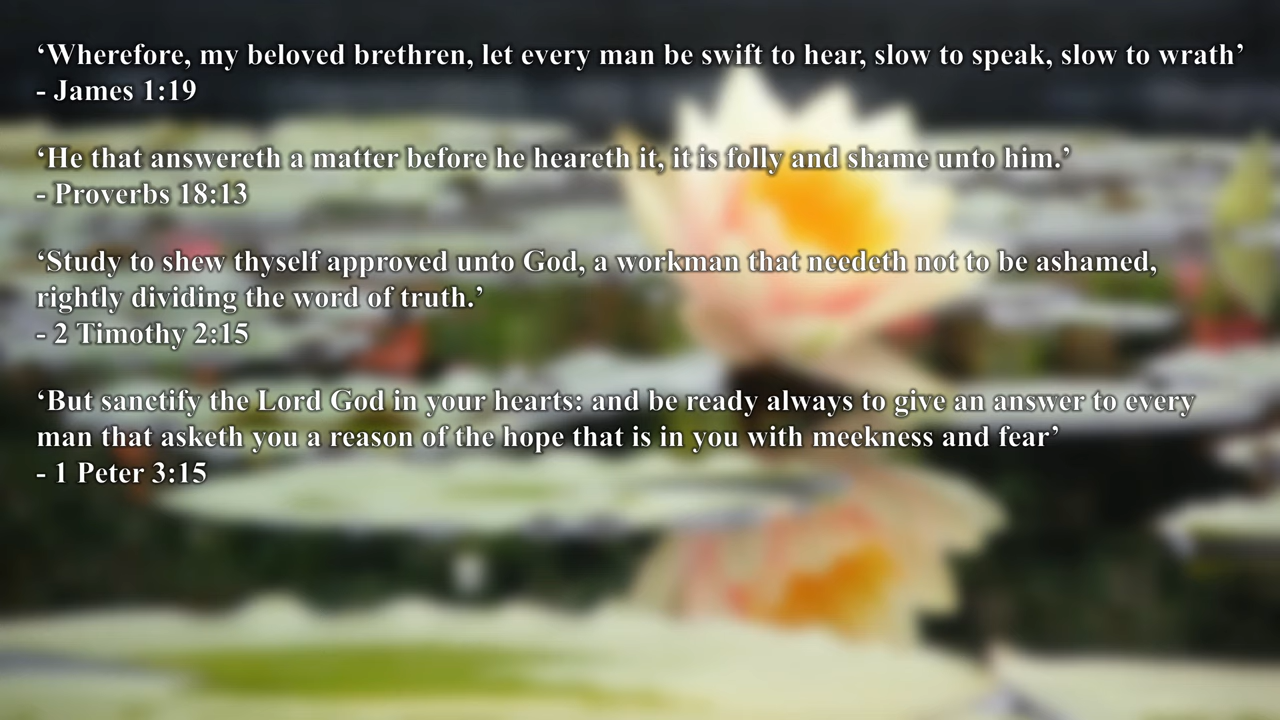 ‘Wherefore, my beloved brethren, let every man be swift to hear, slow to speak, slow to wrath’
- James 1:19
‘He that answereth a matter before he heareth it, it is folly and shame unto him.’
- Proverbs 18:13
‘Study to shew thyself approved unto God, a workman that needeth not to be ashamed,
rightly dividing the word of truth.’
- 2 Timothy 2:15
‘But sanctify the Lord God in your hearts: and be ready always to give an answer to every
man that asketh you a reason of the hope that is in you with meekness and fear’
- 1 Peter 3:15